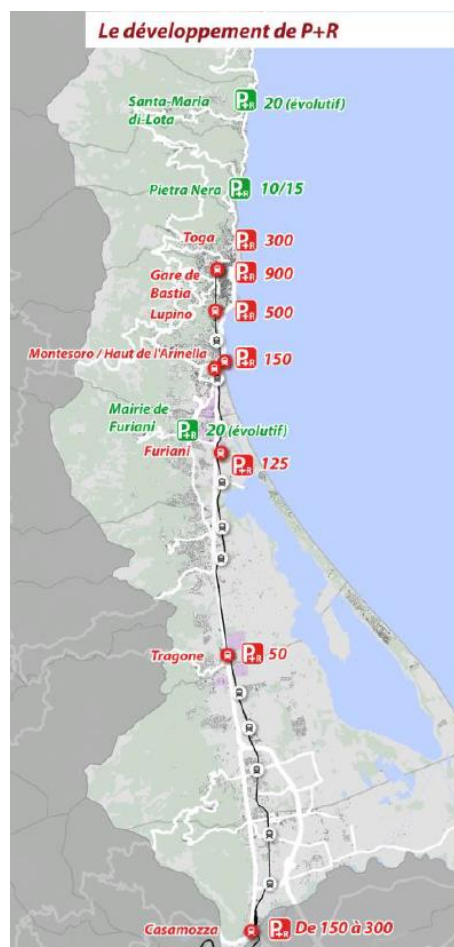 Le développement de P+R
Santa-Maria
di-Lota
P+R 20 (évolutif)
Pietra Nera P+R 10/15
Toga P+R 300
Gare de
Bastia
P+R 900
Lupino P+R 500
Montesoro / Haut de l'Arinella P+R 150
Mairie de
Furiani
P+R 20 (évolutif)
Furiani P+R 125
Tragone P+R 50
Casamozza P+R De 150 à 300